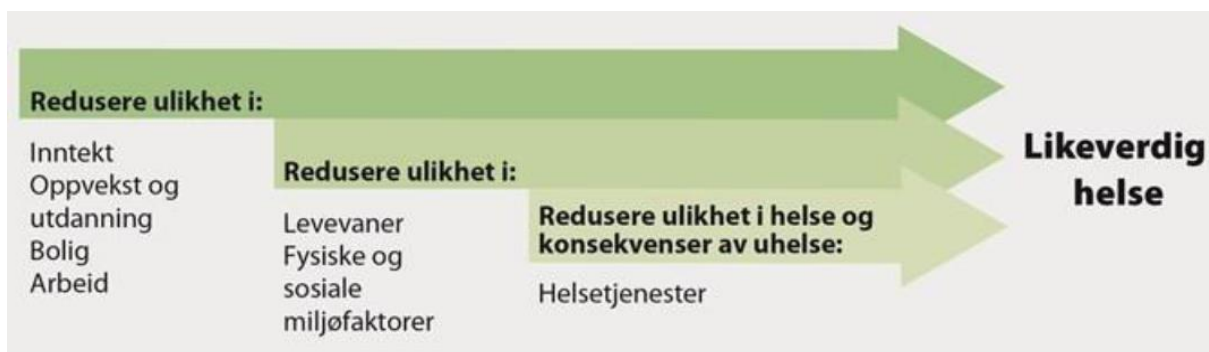 Redusere ulikhet i:
Inntekt
Oppvekst og
utdanning
Bolig
Arbeid
Redusere ulikhet i:
Levevaner
Fysiske og
sosiale
miljøfaktorer
Redusere ulikhet i helse og
konsekvenser av uhelse:
Helsetjenester
Likeverdig
helse